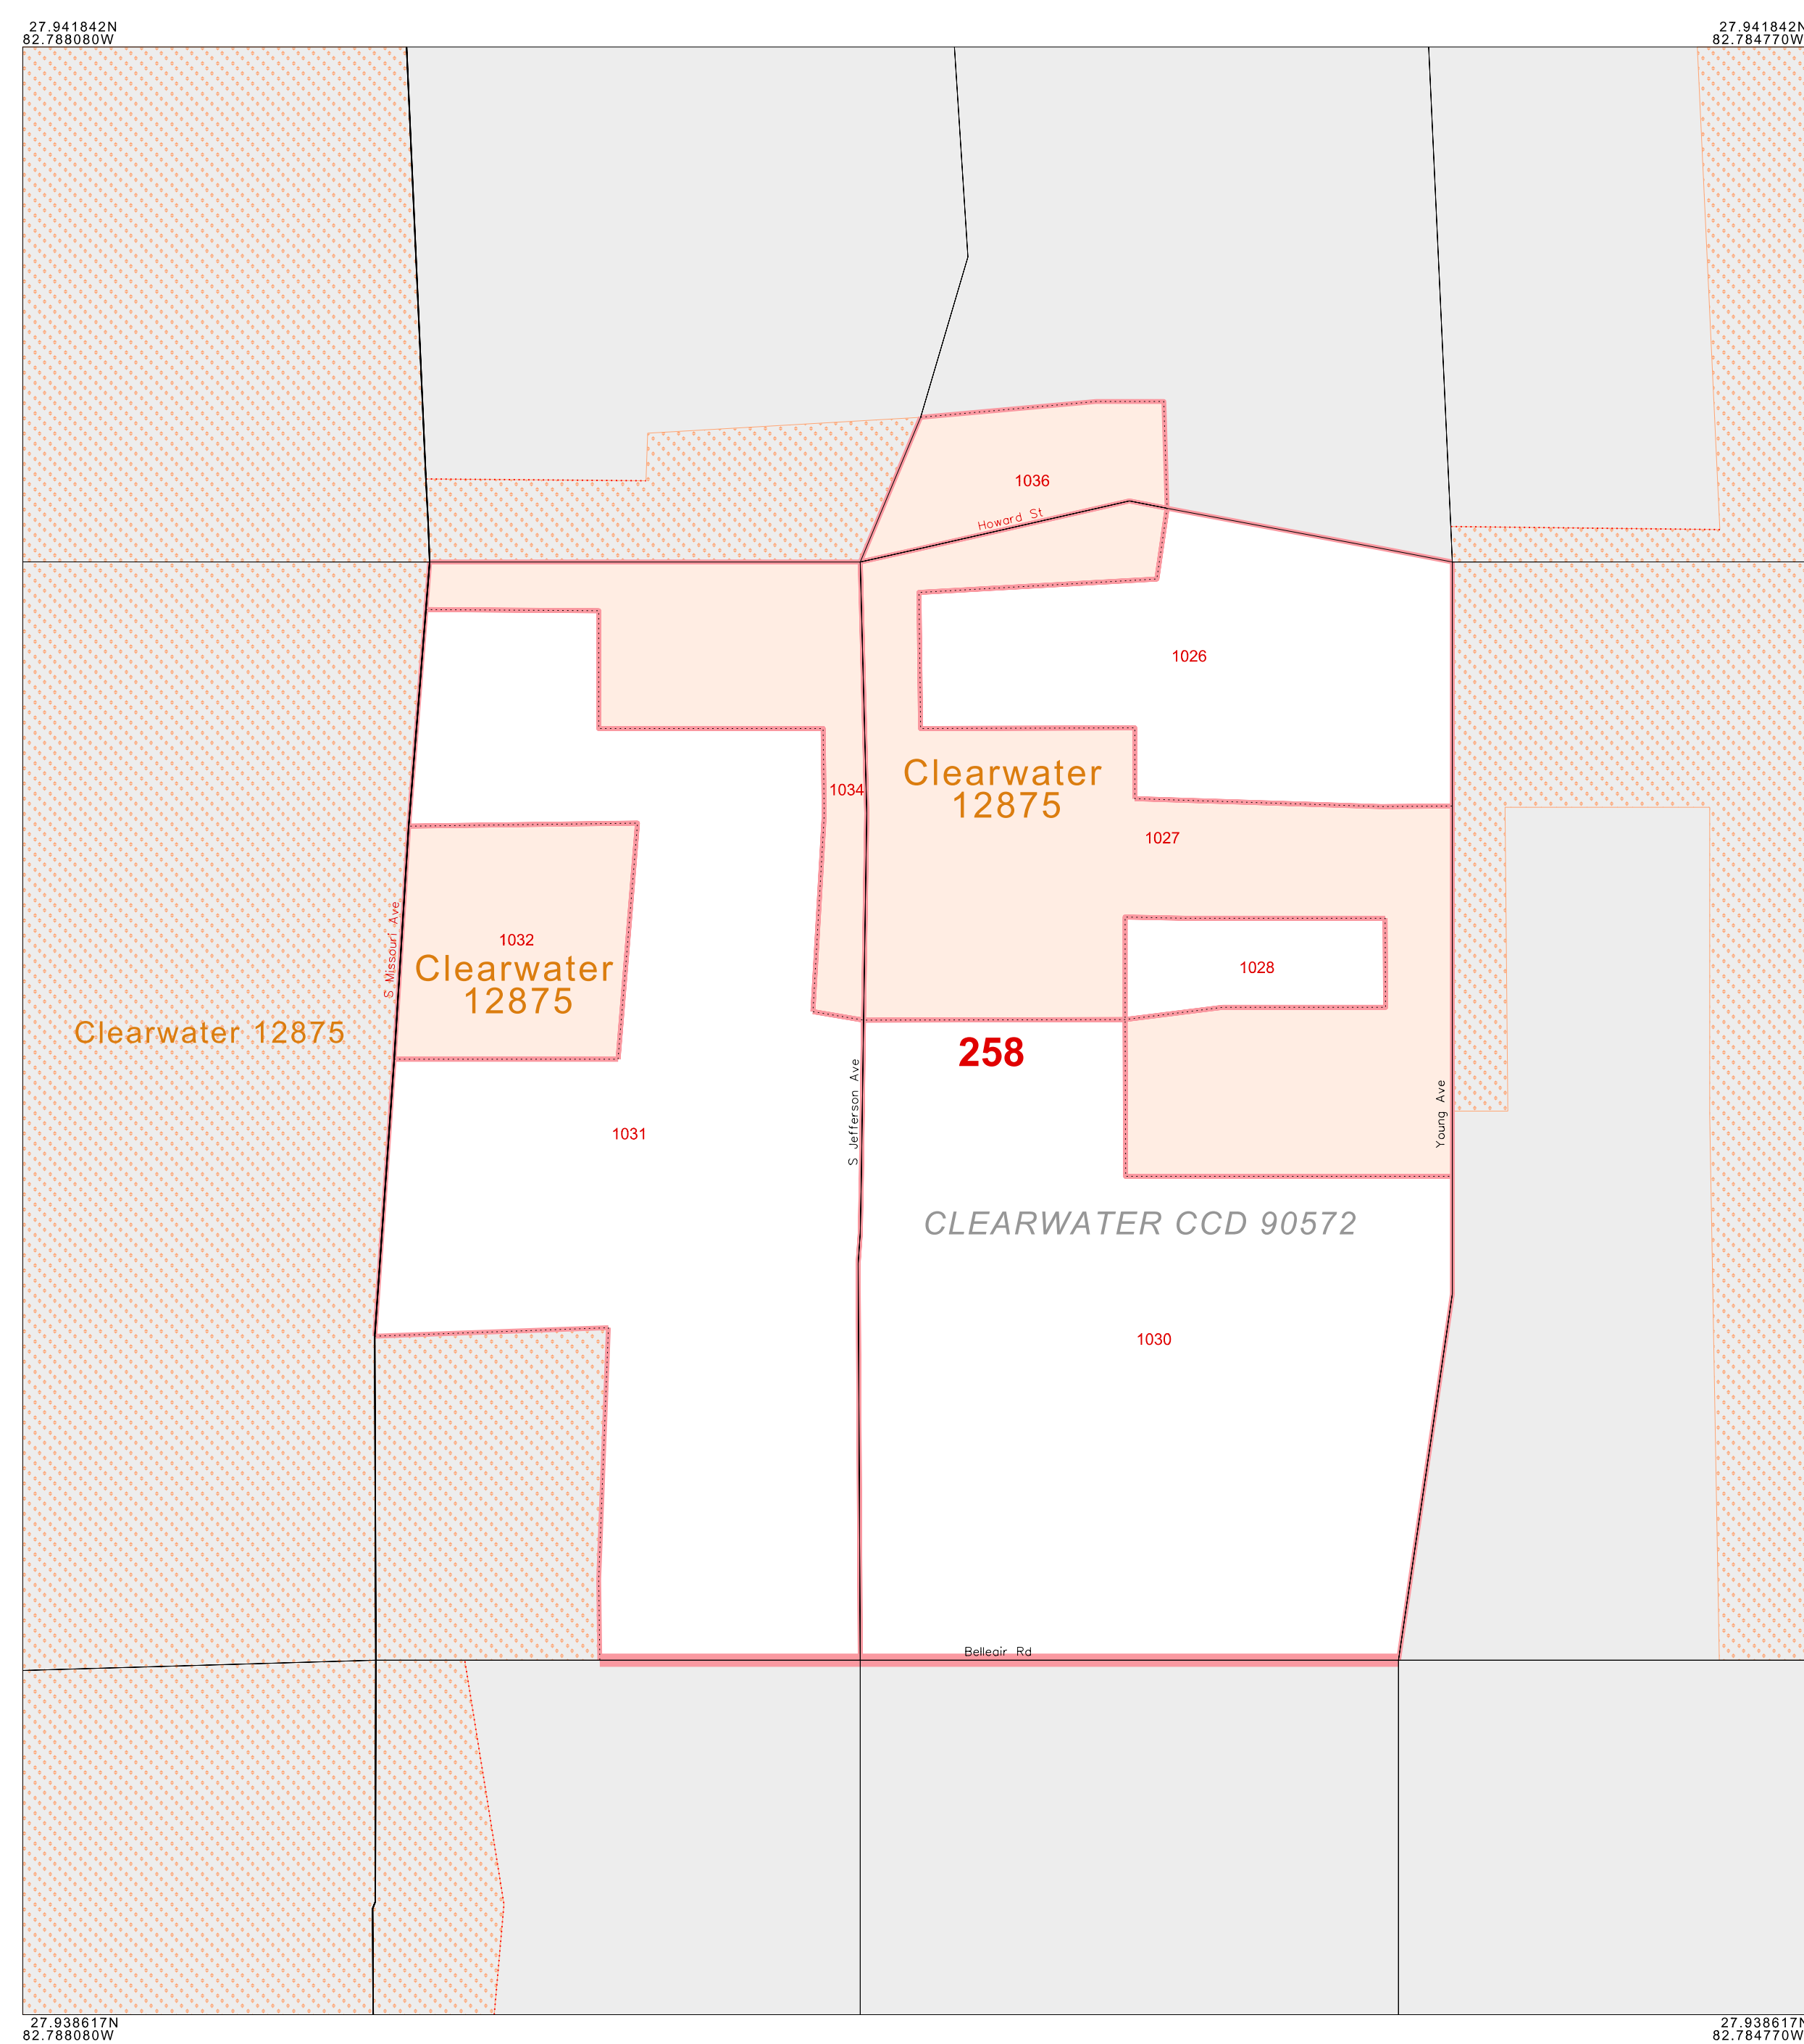 27.941842N
82.788080W
27.941842N
82.784770W
1036
Howard St
1026
Clearwater
12875
1034
1027
S Missouri Ave
1032
Clearwater
12875
1028
Clearwater 12875
258
S Jefferson Ave
Young Ave
1031
CLEARWATER CCD 90572
1030
Belleair Rd
27.938617N
82.788080W
27.938617N
82.784770W